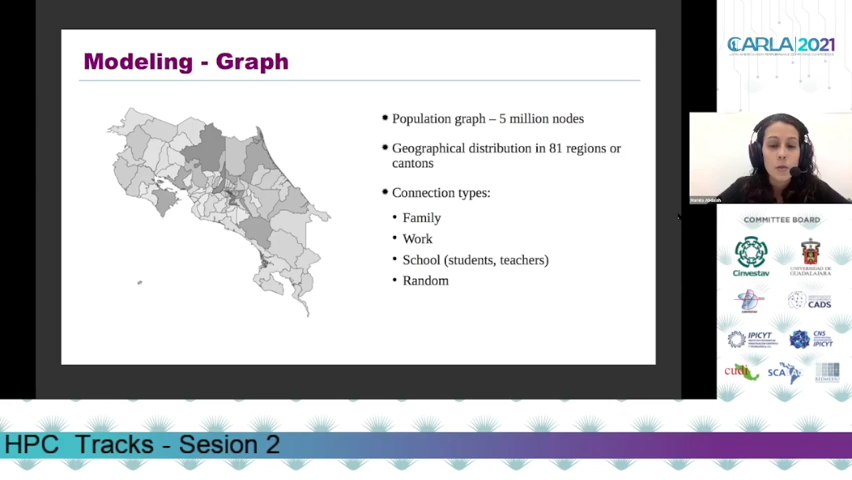 Modeling - Graph
CARLA 2021
• Population graph – 5 million nodes
• Geographical distribution in 81 regions or
cantons
• Connection types:
• Family
• Work
• School (students, teachers)
• Random
COMMITTEE BOARD
Cinvestav
UNIVERSIDAD DE
GUADALAJARA
CADS
IPICYT
CNS
IPICYT
cudi
SCA
HPC Tracks - Sesion 2